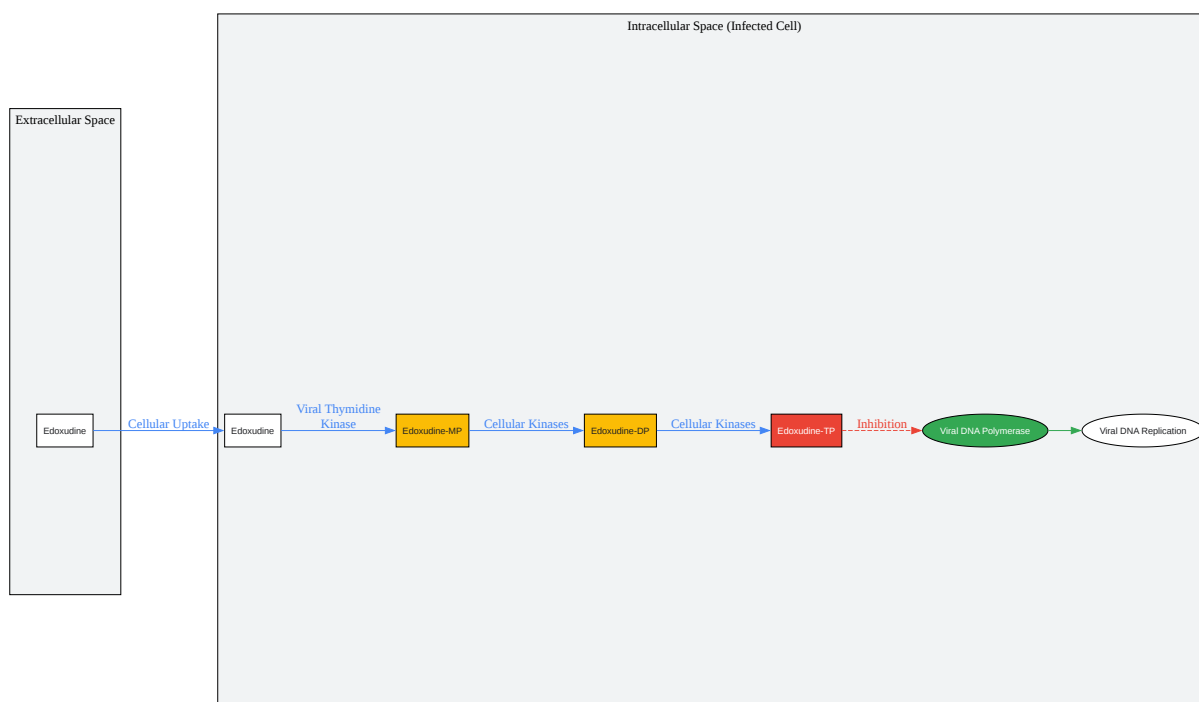 Intracellular Space (Infected Cell)
Extracellular Space
Edoxudine
Cellular Uptake
Edoxudine
Viral Thymidine
Kinase
Edoxudine-MP
Cellular Kinases
Edoxudine-DP
Cellular Kinases
Edoxudine-TP
Inhibition
Viral DNA Polymerase
Viral DNA Replication